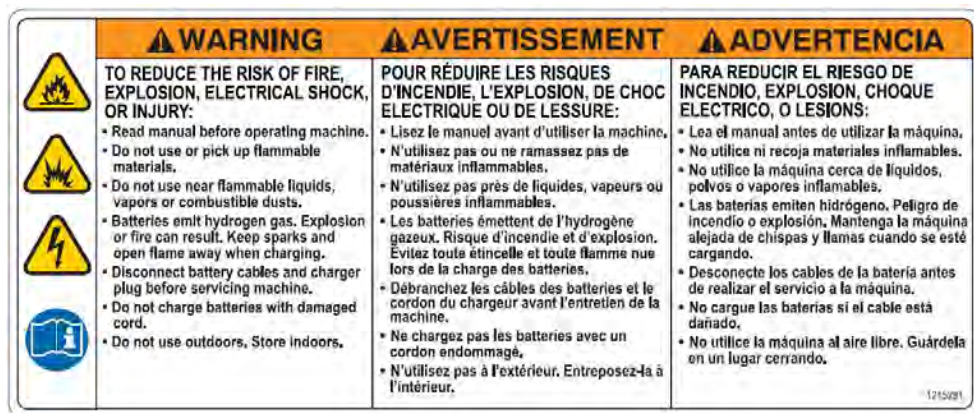 WARNING
TO REDUCE THE RISK OF FIRE,
EXPLOSION, ELECTRICAL SHOCK,
OR INJURY:
• Read manual before operating machine.
• Do not use or pick up flammable
materials.
• Do not use near flammable liquids,
vapors or combustible dusts.
• Batteries emit hydrogen gas. Explosion
or fire can result. Keep sparks and
open flame away when charging.
• Disconnect battery cables and charger
plug before servicing machine.
• Do not charge batteries with damaged
cord.
• Do not use outdoors. Store indoors.
AVERTISSEMENT
POUR RÉDUIRE LES RISQUES
D'INCENDIE, L'EXPLOSION, DE CHOC
ELECTRIQUE OU DE LESSURE:
• Lisez le manuel avant d'utiliser la machine.
• N'utilisez pas ou ne ramassez pas de
matériaux inflammables.
• N'utilisez pas près de liquides, vapeurs ou
poussières inflammables.
• Les batteries émettent de l'hydrogène
gazeux. Risque d'incendie et d'explosion.
Évitez toute étincelle et toute flamme nue
lors de la charge des batteries.
• Débranchez les câbles des batteries et le
cordon du chargeur avant l'entretien de la
machine.
• Ne chargez pas les batteries avec un
cordon endommagé.
• N'utilisez pas à l'extérieur. Entreposez-la à
l'intérieur.
ADVERTENCIA
PARA REDUCIR EL RIESGO DE
INCENDIO, EXPLOSION, CHOQUE
ELECTRICO, O LESIONS:
• Lea el manual antes de utilizar la máquina.
• No utilice ni recoja materiales inflamables.
• No utilice la máquina cerca de líquidos,
polvos o vapores inflamables.
• Las baterías emiten hidrógeno. Peligro de
incendio o explosión. Mantenga la máquina
alejada de chispas y llamas cuando se esté
cargando.
• Desconecte los cables de la batería antes
de realizar el servicio a la máquina.
• No cargue las baterías si el cable está
dañado.
• No utilice la máquina al aire libre. Guárdela
en un lugar cerrando.